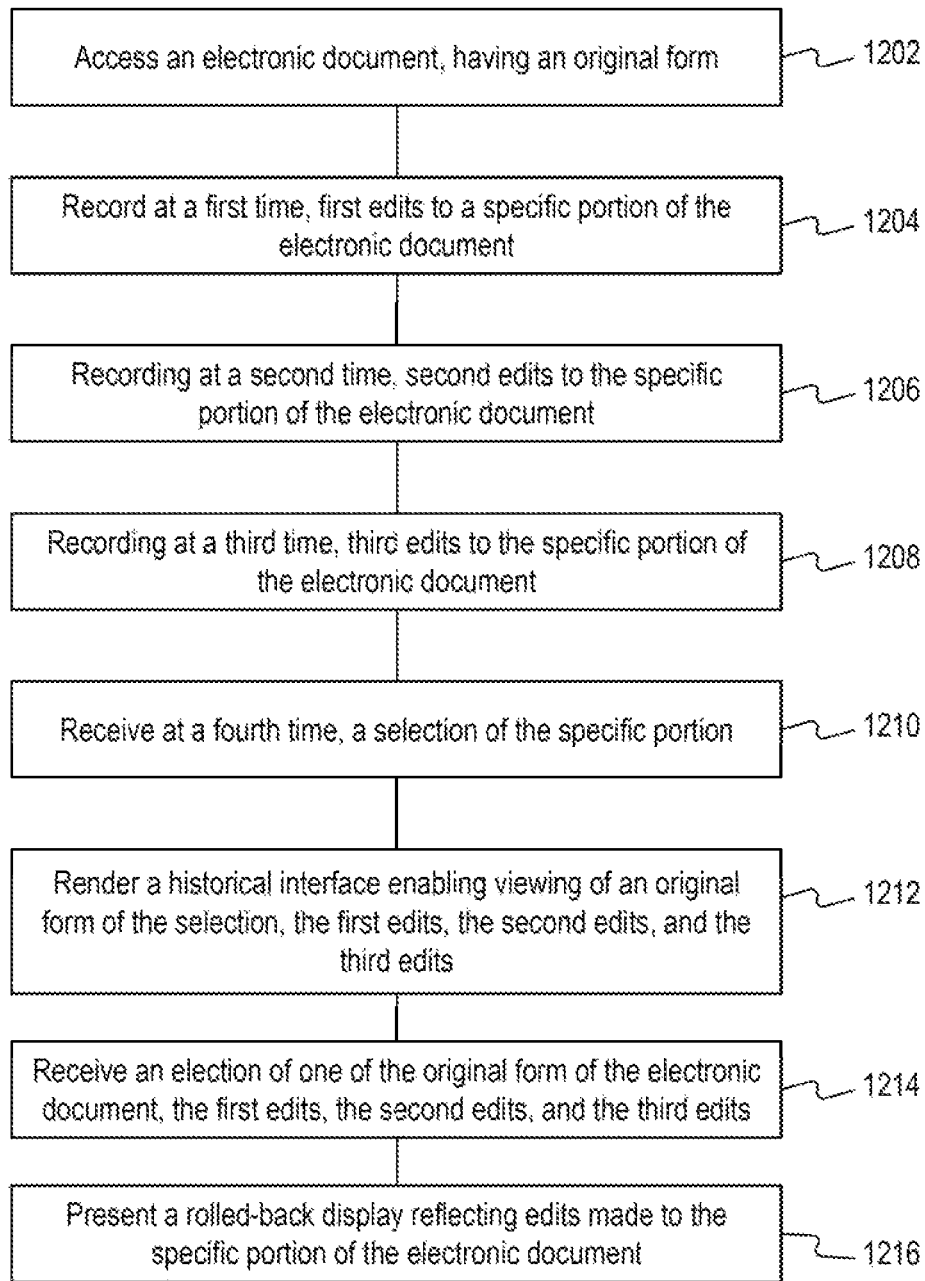 Access an electronic document, having an original form
1202
Record at a first time, first edits to a specific portion of the
electronic document
1204
Recording at a second time, second edits to the specific
portion of the electronic document
1206
Recording at a third time, third edits to the specific portion of
the electronic document
1208
Receive at a fourth time, a selection of the specific portion
1210
Render a historical interface enabling viewing of an original
form of the selection, the first edits, the second edits, and the
third edits
1212
Receive an election of one of the original form of the electronic
document, the first edits, the second edits, and the third edits
1214
Present a rolled-back display reflecting edits made to the
specific portion of the electronic document
1216